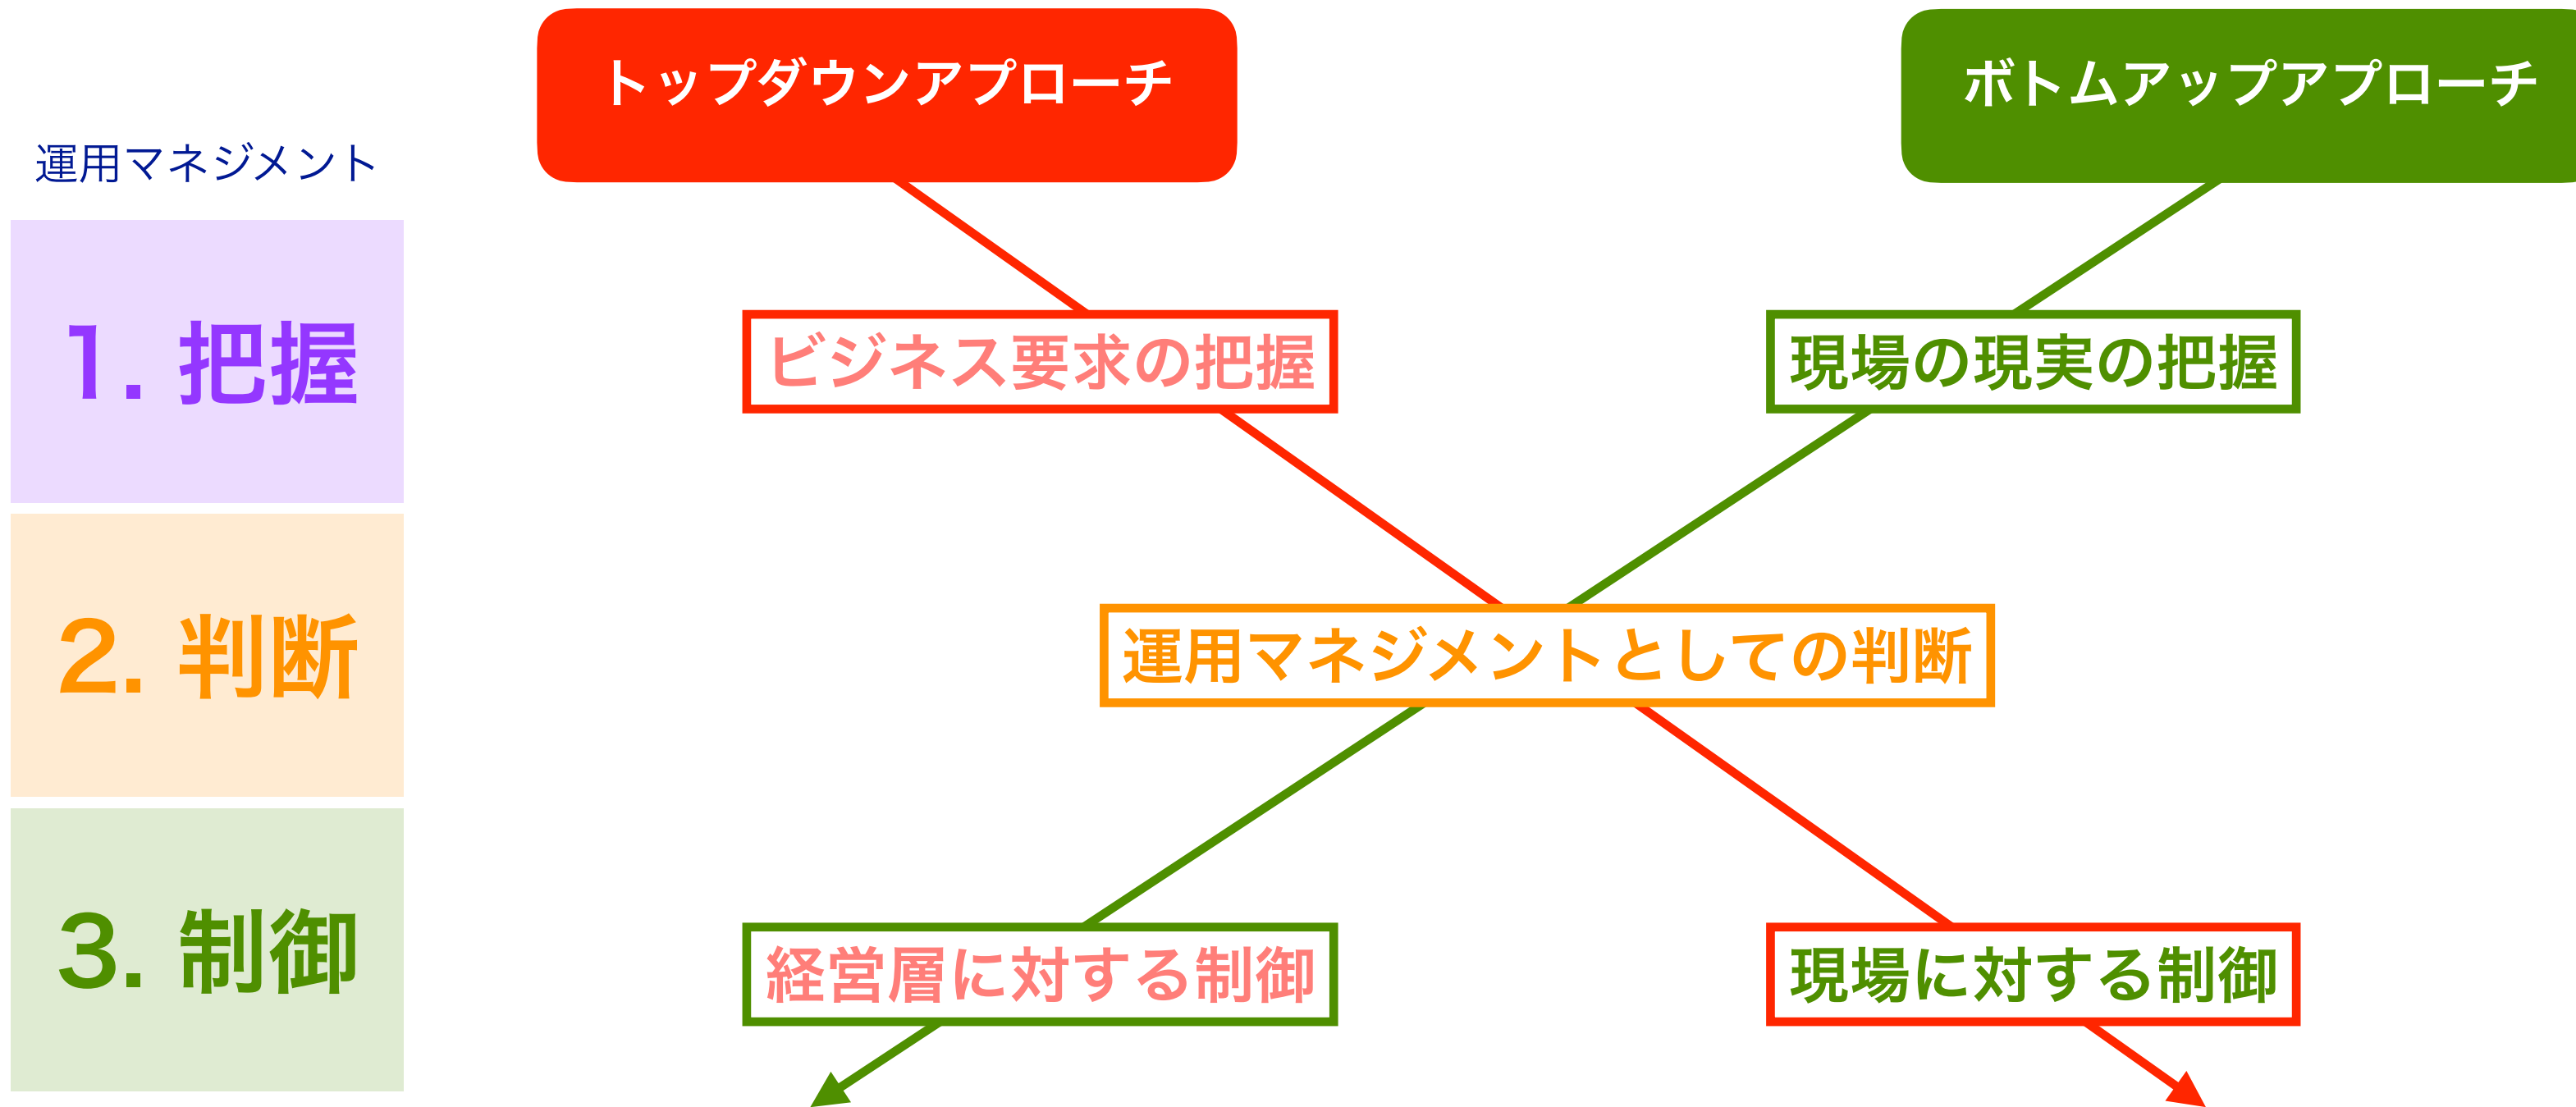 トップダウンアプローチ
ボトムアップアプローチ
運用マネジメント
1. 把握
ビジネス要求の把握
現場の現実の把握
2. 判断
運用マネジメントとしての判断
3. 制御
経営層に対する制御
現場に対する制御